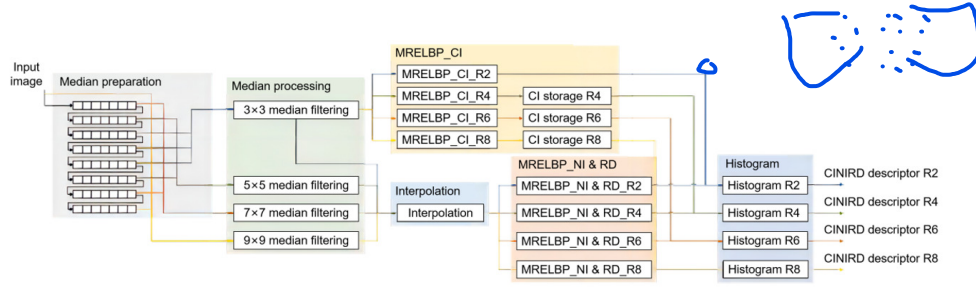 MRELBP_CI
Input
image
Median preparation
Median processing
MRELBP_CI_R2
MRELBP_CI_R4
CI storage R4
3×3 median filtering
MRELBP_CI_R6
CI storage R6
MRELBP_CI_R8
CI storage R8
MRELBP_NI & RD
Histogram
5×5 median filtering
Interpolation
MRELBP_NI & RD_R2
Histogram R2
CINIRD descriptor R2
7×7 median filtering
Interpolation
MRELBP_NI & RD_R4
Histogram R4
CINIRD descriptor R4
9×9 median filtering
MRELBP_NI & RD_R6
Histogram R6
CINIRD descriptor R6
MRELBP_NI & RD_R8
Histogram R8
CINIRD descriptor R8